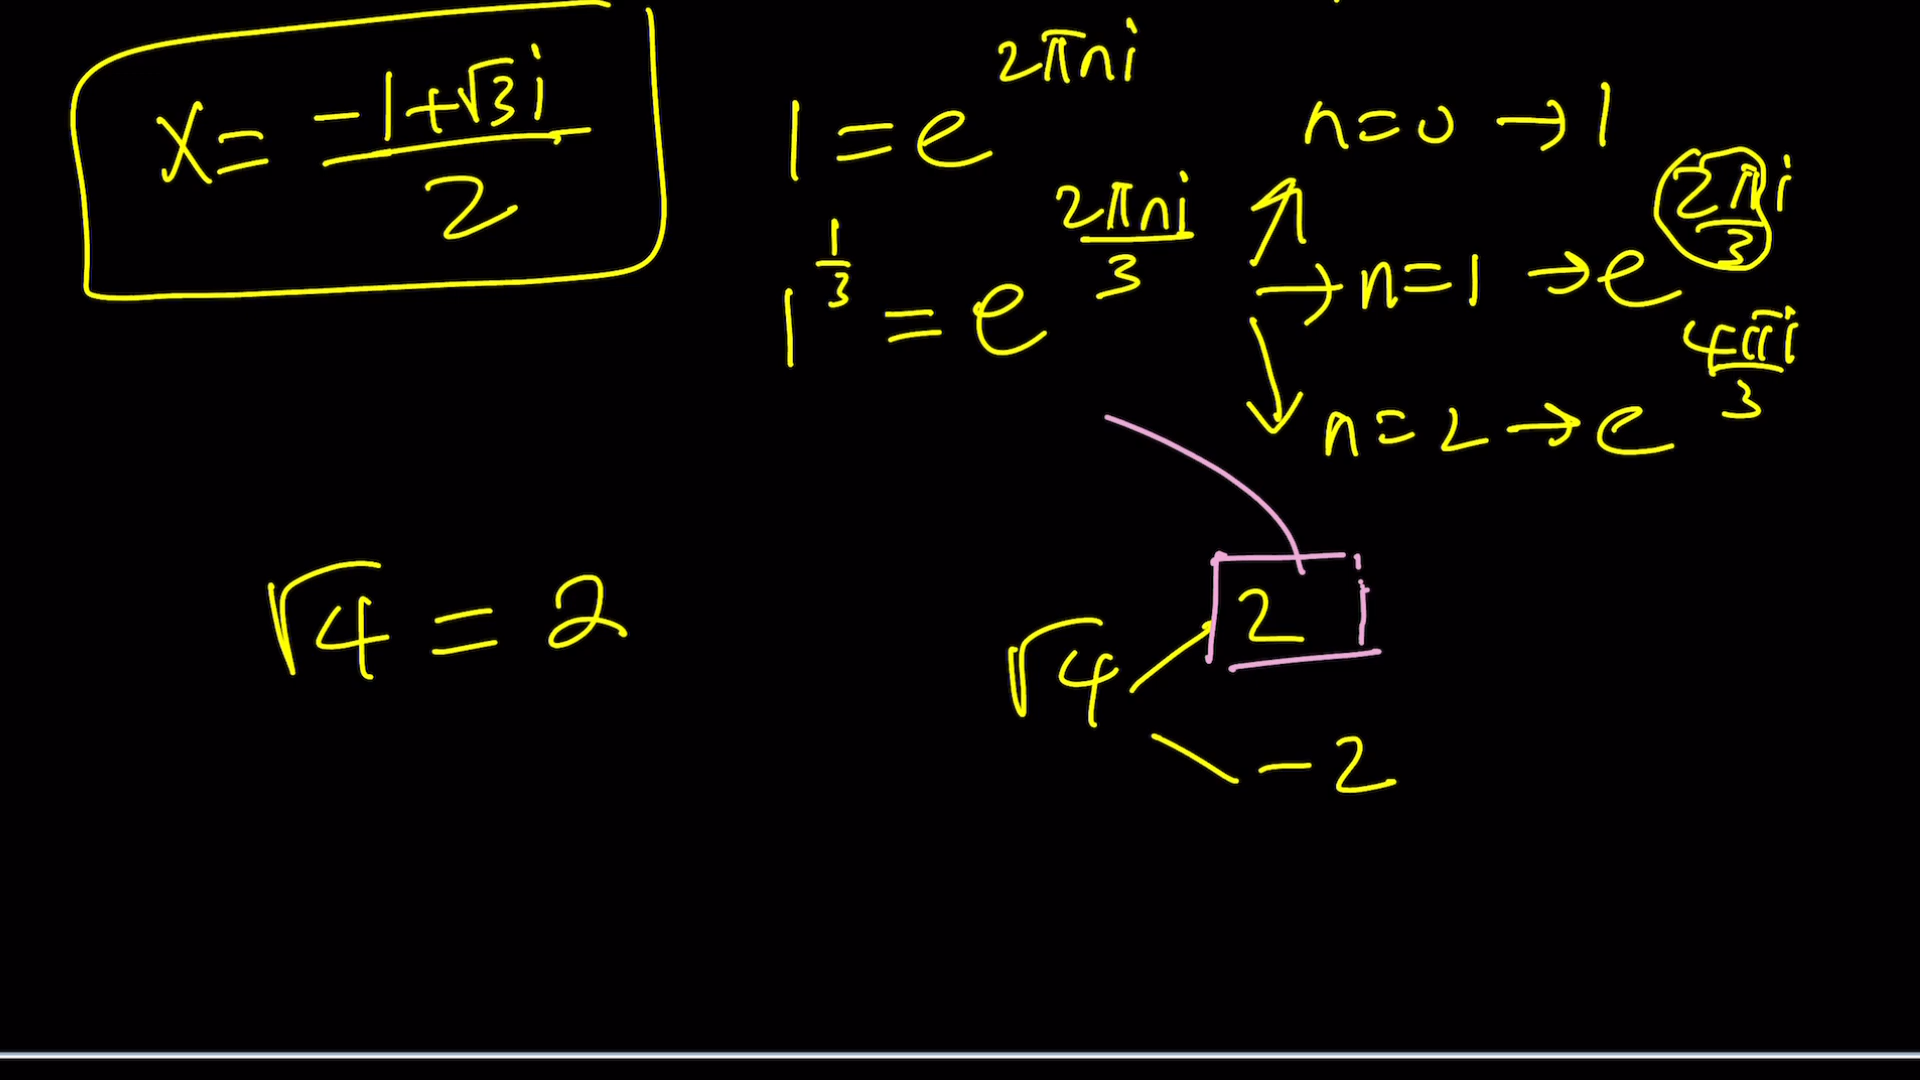 x = (-1+√3i)/2
1 = e^(2πni)
1^(1/3) = e^(2πni/3)
n=0 → 1
→ n=1 → e^(2πi/3)
n=2 → e^(4πi/3)
√4 = 2
√4
2
-2